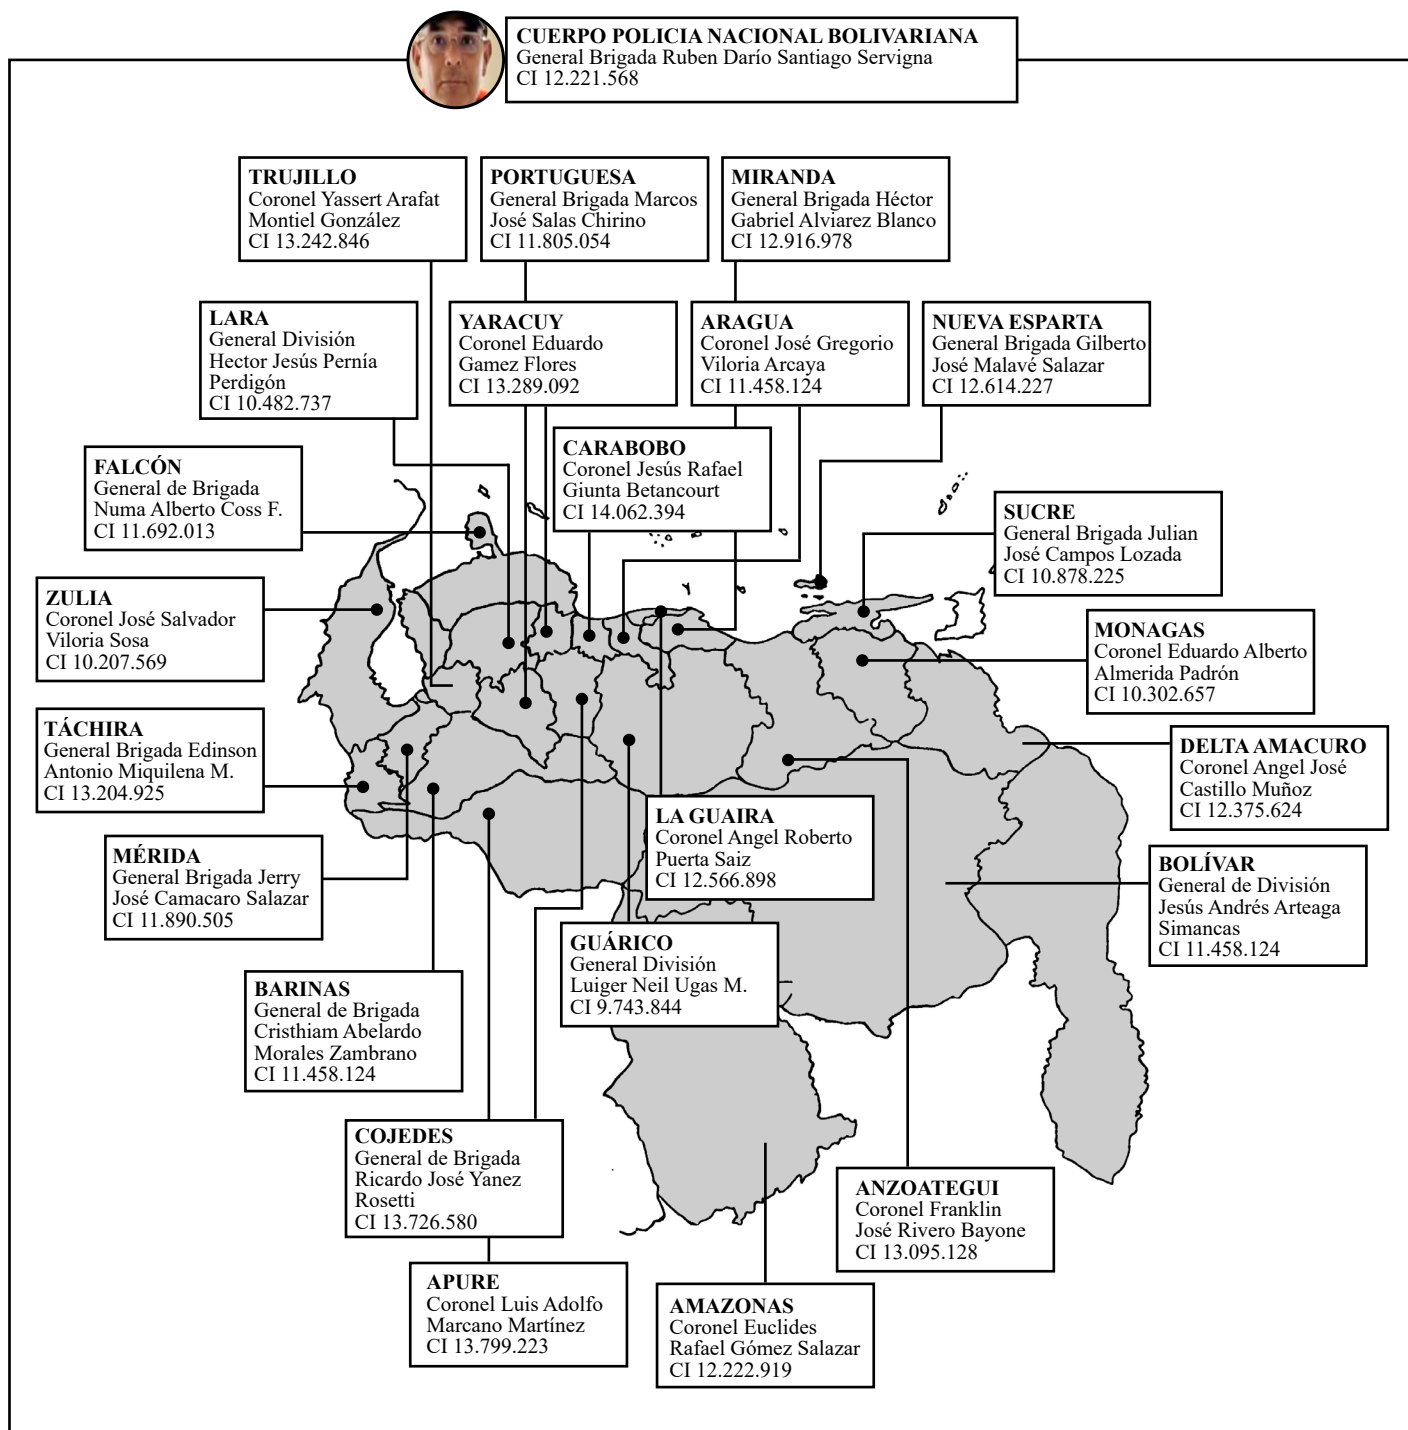 CUERPO POLICIA NACIONAL BOLIVARIANA
General Brigada Ruben Darío Santiago Servigna
CI 12.221.568
TRUJILLO
Coronel Yassert Arafat
Montiel González
CI 13.242.846
PORTUGUESA
General Brigada Marcos
José Salas Chirino
CI 11.805.054
MIRANDA
General Brigada Héctor
Gabriel Alviarez Blanco
CI 12.916.978
LARA
General División
Hector Jesús Pernía
Perdigón
CI 10.482.737
YARACUY
Coronel Eduardo
Gamez Flores
CI 13.289.092
ARAGUA
Coronel José Gregorio
Viloria Arcaya
CI 11.458.124
NUEVA ESPARTA
General Brigada Gilberto
José Malavé Salazar
CI 12.614.227
FALCÓN
General de Brigada
Numa Alberto Coss F.
CI 11.692.013
CARABOBO
Coronel Jesús Rafael
Giunta Betancourt
CI 14.062.394
SUCRE
General Brigada Julian
José Campos Lozada
CI 10.878.225
ZULIA
Coronel José Salvador
Viloria Sosa
CI 10.207.569
MONAGAS
Coronel Eduardo Alberto
Almerida Padrón
CI 10.302.657
TÁCHIRA
General Brigada Edinson
Antonio Miquilena M.
CI 13.204.925
DELTA AMACURO
Coronel Angel José
Castillo Muñoz
CI 12.375.624
LA GUAIRA
Coronel Angel Roberto
Puerta Saiz
CI 12.566.898
MÉRIDA
General Brigada Jerry
José Camacaro Salazar
CI 11.890.505
BOLÍVAR
General de División
Jesús Andrés Arteaga
Simancas
CI 11.458.124
GUÁRICO
General División
Luiger Neil Ugas M.
CI 9.743.844
BARINAS
General de Brigada
Cristhiam Abelardo
Morales Zambrano
CI 11.458.124
COJEDES
General de Brigada
Ricardo José Yanez
Rosetti
CI 13.726.580
ANZOATEGUI
Coronel Franklin
José Rivero Bayone
CI 13.095.128
APURE
Coronel Luis Adolfo
Marcano Martínez
CI 13.799.223
AMAZONAS
Coronel Euclides
Rafael Gómez Salazar
CI 12.222.919